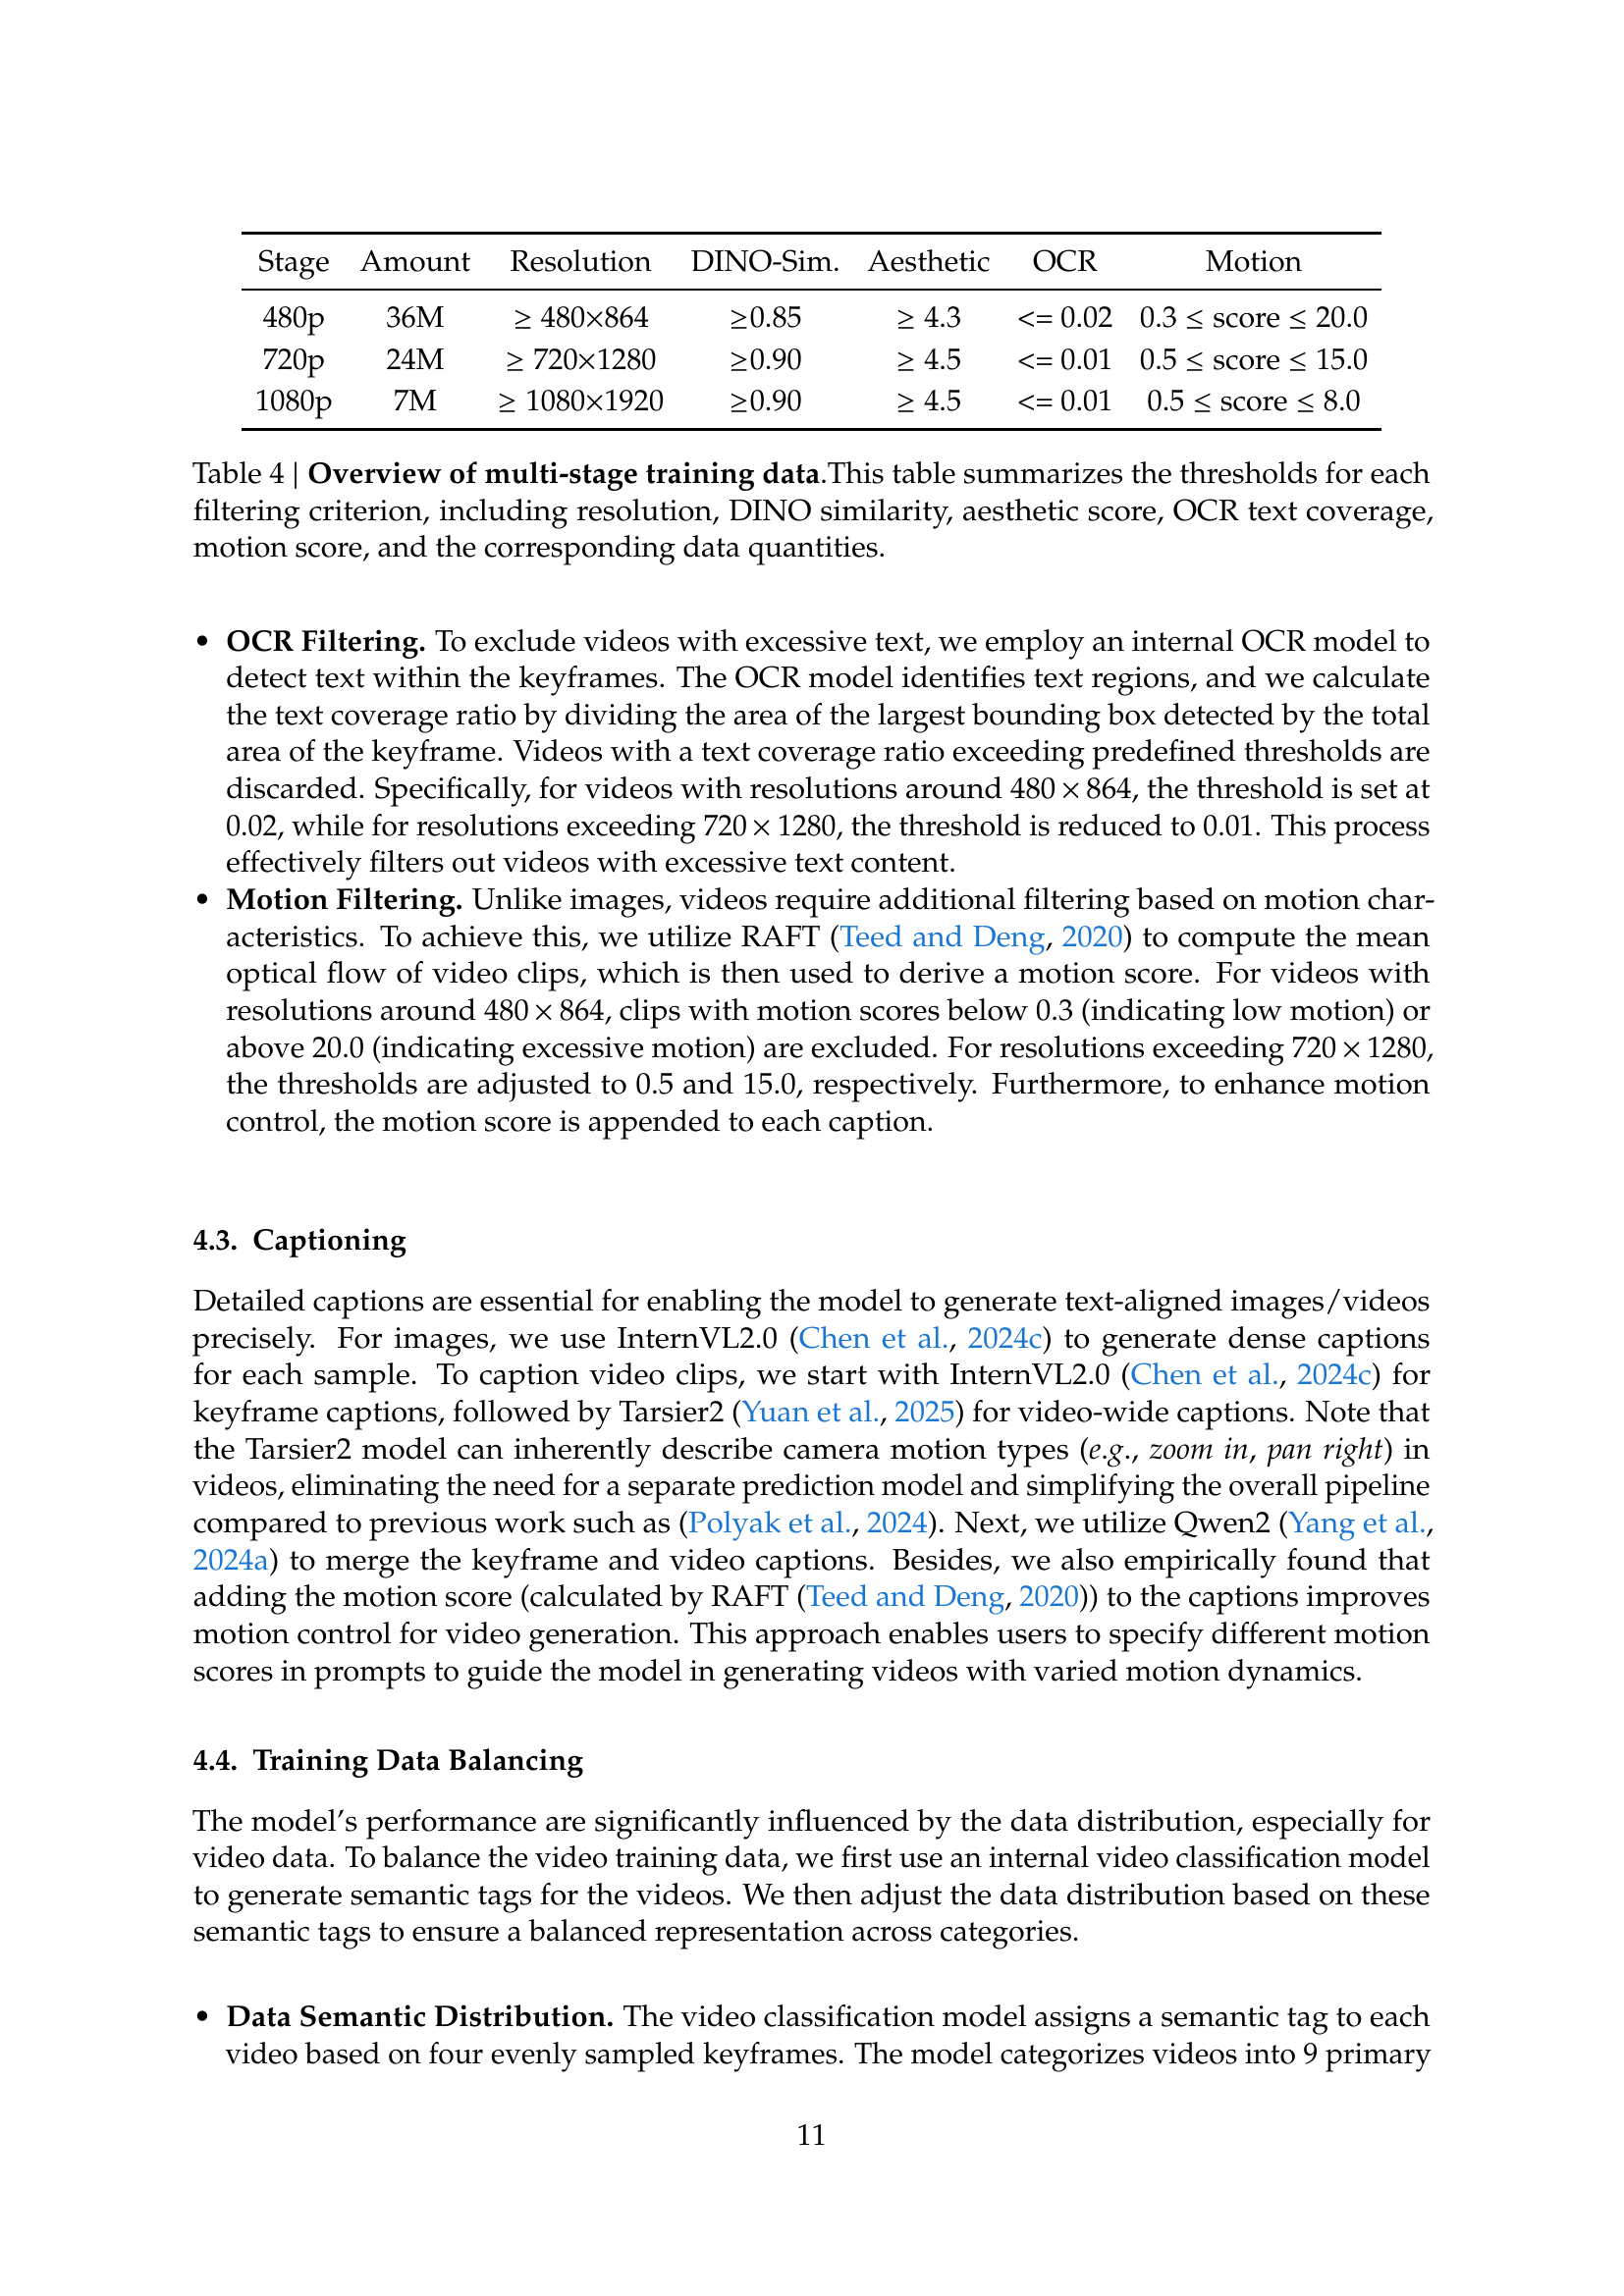 Stage Amount Resolution DINO-Sim. Aesthetic OCR Motion
480p 36M ≥ 480×864 ≥0.85 ≥ 4.3 <= 0.02 0.3 ≤ score ≤ 20.0
720p 24M ≥ 720×1280 ≥0.90 ≥ 4.5 <= 0.01 0.5 ≤ score ≤ 15.0
1080p 7M ≥ 1080×1920 ≥0.90 ≥ 4.5 <= 0.01 0.5 ≤ score ≤ 8.0
Table 4 | Overview of multi-stage training data.This table summarizes the thresholds for each
filtering criterion, including resolution, DINO similarity, aesthetic score, OCR text coverage,
motion score, and the corresponding data quantities.
• OCR Filtering. To exclude videos with excessive text, we employ an internal OCR model to
detect text within the keyframes. The OCR model identifies text regions, and we calculate
the text coverage ratio by dividing the area of the largest bounding box detected by the total
area of the keyframe. Videos with a text coverage ratio exceeding predefined thresholds are
discarded. Specifically, for videos with resolutions around 480 × 864, the threshold is set at
0.02, while for resolutions exceeding 720 × 1280, the threshold is reduced to 0.01. This process
effectively filters out videos with excessive text content.
• Motion Filtering. Unlike images, videos require additional filtering based on motion char-
acteristics. To achieve this, we utilize RAFT (Teed and Deng, 2020) to compute the mean
optical flow of video clips, which is then used to derive a motion score. For videos with
resolutions around 480 × 864, clips with motion scores below 0.3 (indicating low motion) or
above 20.0 (indicating excessive motion) are excluded. For resolutions exceeding 720 × 1280,
the thresholds are adjusted to 0.5 and 15.0, respectively. Furthermore, to enhance motion
control, the motion score is appended to each caption.
4.3. Captioning
Detailed captions are essential for enabling the model to generate text-aligned images/videos
precisely. For images, we use InternVL2.0 (Chen et al., 2024c) to generate dense captions
for each sample. To caption video clips, we start with InternVL2.0 (Chen et al., 2024c) for
keyframe captions, followed by Tarsier2 (Yuan et al., 2025) for video-wide captions. Note that
the Tarsier2 model can inherently describe camera motion types (e.g., zoom in, pan right) in
videos, eliminating the need for a separate prediction model and simplifying the overall pipeline
compared to previous work such as (Polyak et al., 2024). Next, we utilize Qwen2 (Yang et al.,
2024a) to merge the keyframe and video captions. Besides, we also empirically found that
adding the motion score (calculated by RAFT (Teed and Deng, 2020)) to the captions improves
motion control for video generation. This approach enables users to specify different motion
scores in prompts to guide the model in generating videos with varied motion dynamics.
4.4. Training Data Balancing
The model's performance are significantly influenced by the data distribution, especially for
video data. To balance the video training data, we first use an internal video classification model
to generate semantic tags for the videos. We then adjust the data distribution based on these
semantic tags to ensure a balanced representation across categories.
• Data Semantic Distribution. The video classification model assigns a semantic tag to each
video based on four evenly sampled keyframes. The model categorizes videos into 9 primary
11